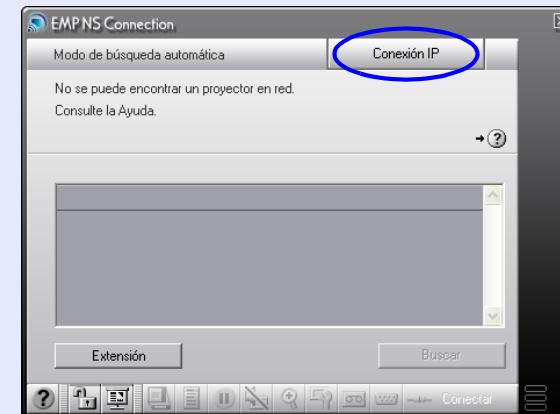 EMP NS Connection
Modo de búsqueda automática
Conexión IP
No se puede encontrar un proyector en red.
Consulte la Ayuda.
Extensión
Buscar
Conectar